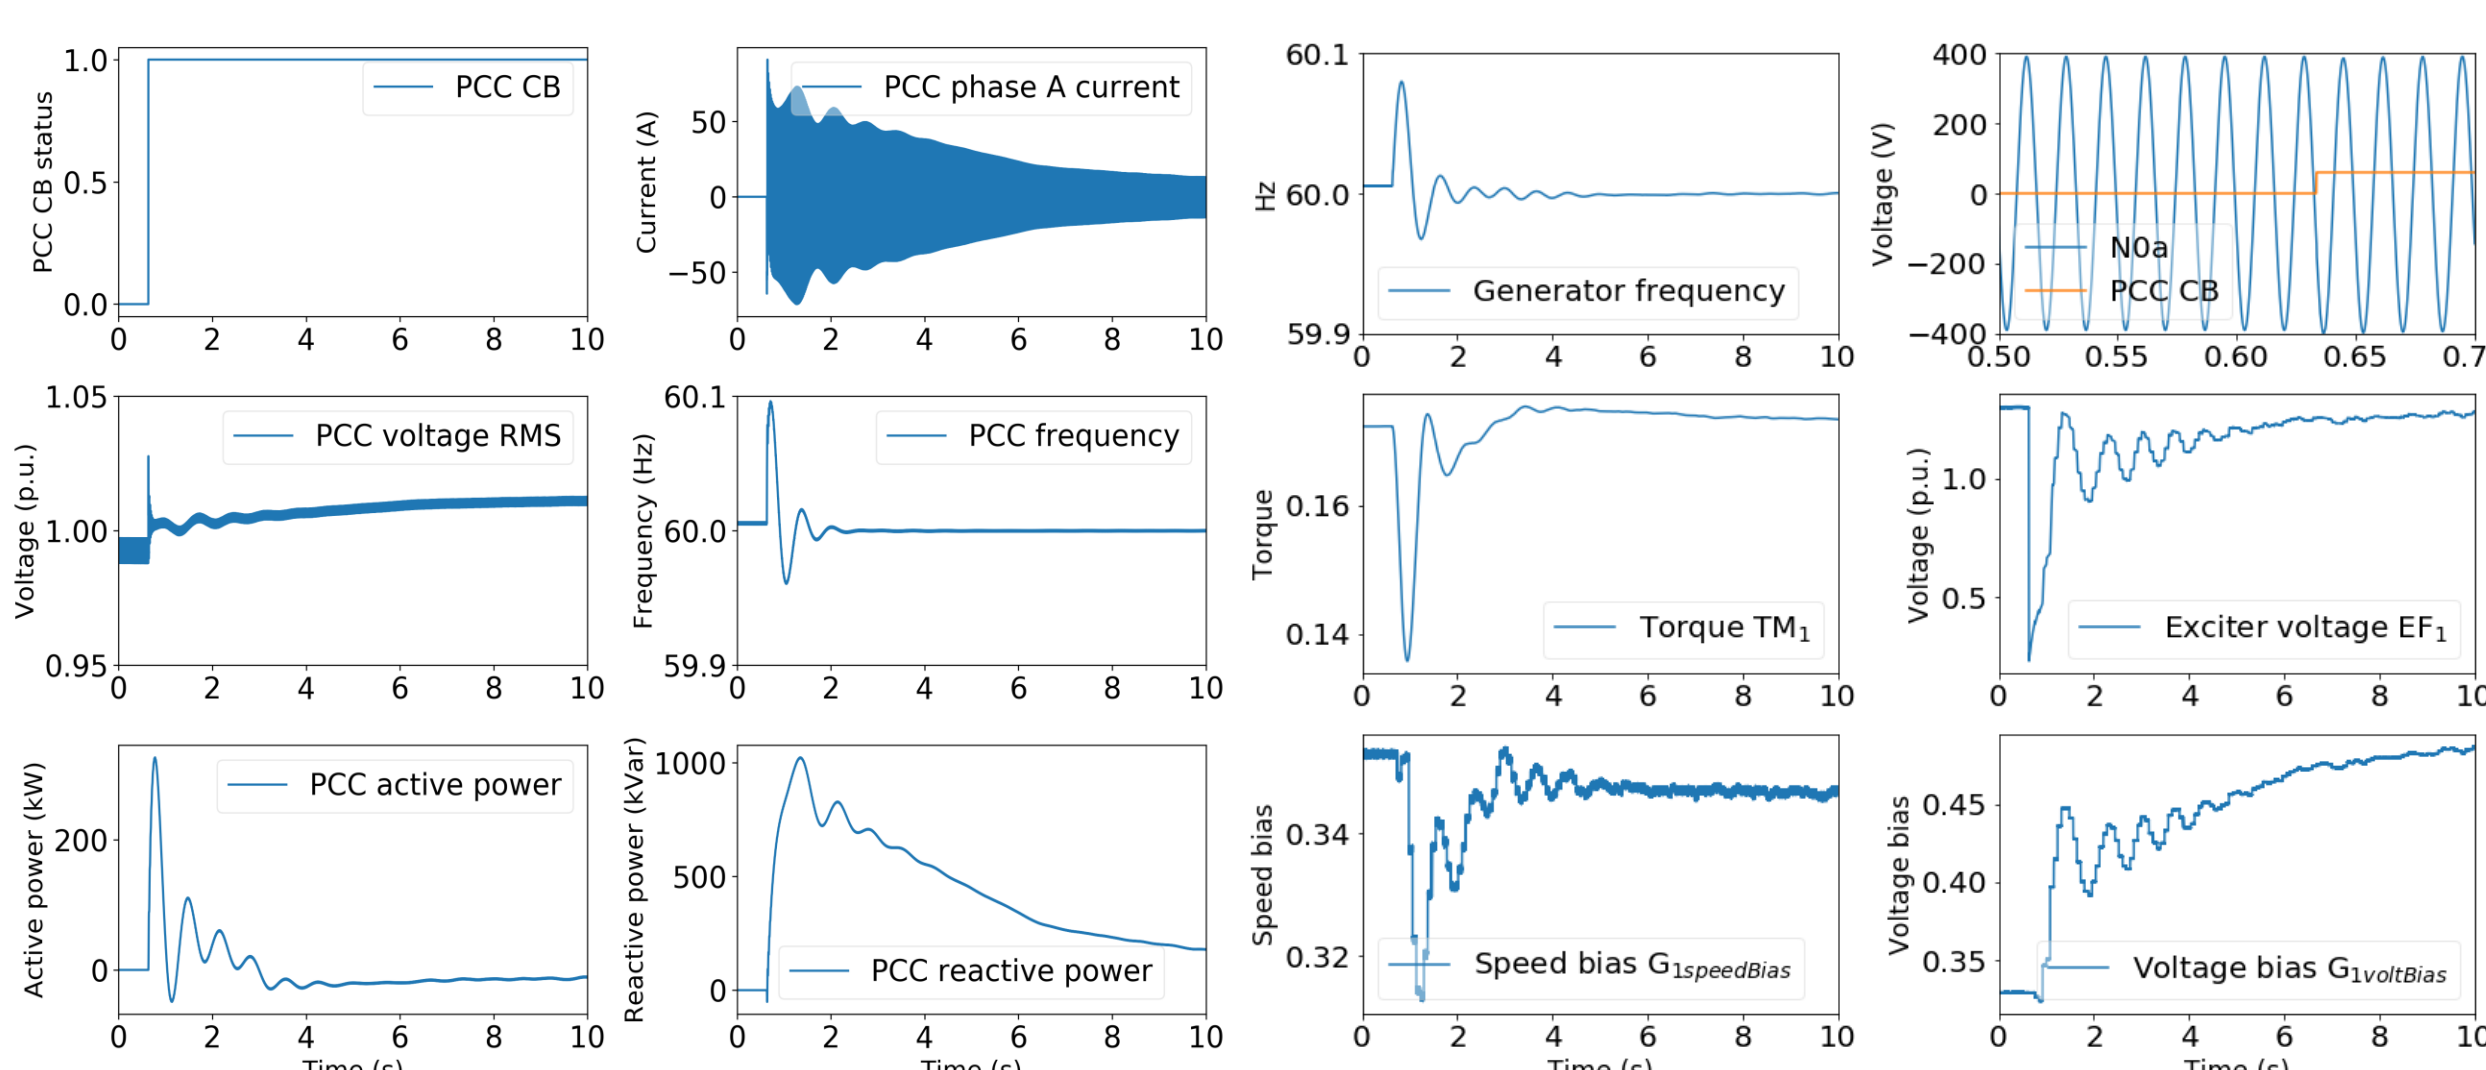 1.0
0.5
0.0
PCC CB status
PCC CB
0 2 4 6 8 10
50
0
−50
Current (A)
PCC phase A current
0 2 4 6 8 10
60.1
60.0
59.9
Hz
Generator frequency
0 2 4 6 8 10
400
200
0
−200
−400
Voltage (V)
N0a
PCC CB
0.50 0.55 0.60 0.65 0.7
1.05
1.00
0.95
Voltage (p.u.)
PCC voltage RMS
0 2 4 6 8 10
60.1
60.0
59.9
Frequency (Hz)
PCC frequency
0 2 4 6 8 10
0.16
0.14
Torque
Torque TM1
0 2 4 6 8 10
1.0
0.5
Voltage (p.u.)
Exciter voltage EF1
0 2 4 6 8 10
200
0
Active power (kW)
PCC active power
0 2 4 6 8 10
Time (s)
1000
500
0
Reactive power (kVar)
PCC reactive power
0 2 4 6 8 10
Time (s)
0.34
0.32
Speed bias
Speed bias G1speedBias
0 2 4 6 8 10
Time (s)
0.45
0.40
0.35
Voltage bias
Voltage bias G1voltBias
0 2 4 6 8 10
Time (s)